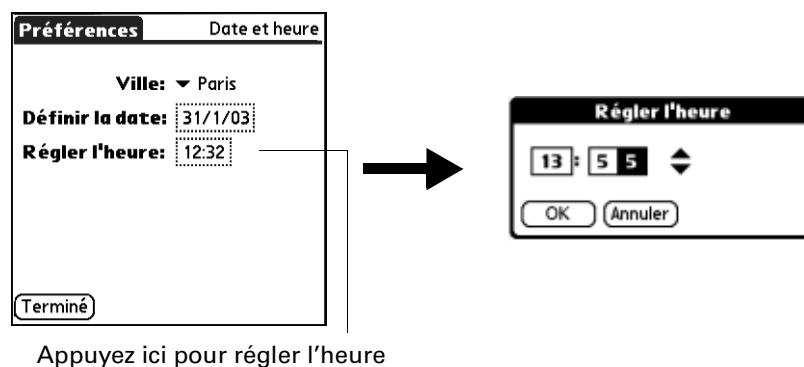 Préférences Date et heure
Ville: Paris
Définir la date: 31/1/03
Régler l'heure: 12:32
Terminé
Appuyez ici pour régler l’heure
Régler l'heure
13 : 5 5
OK Annuler